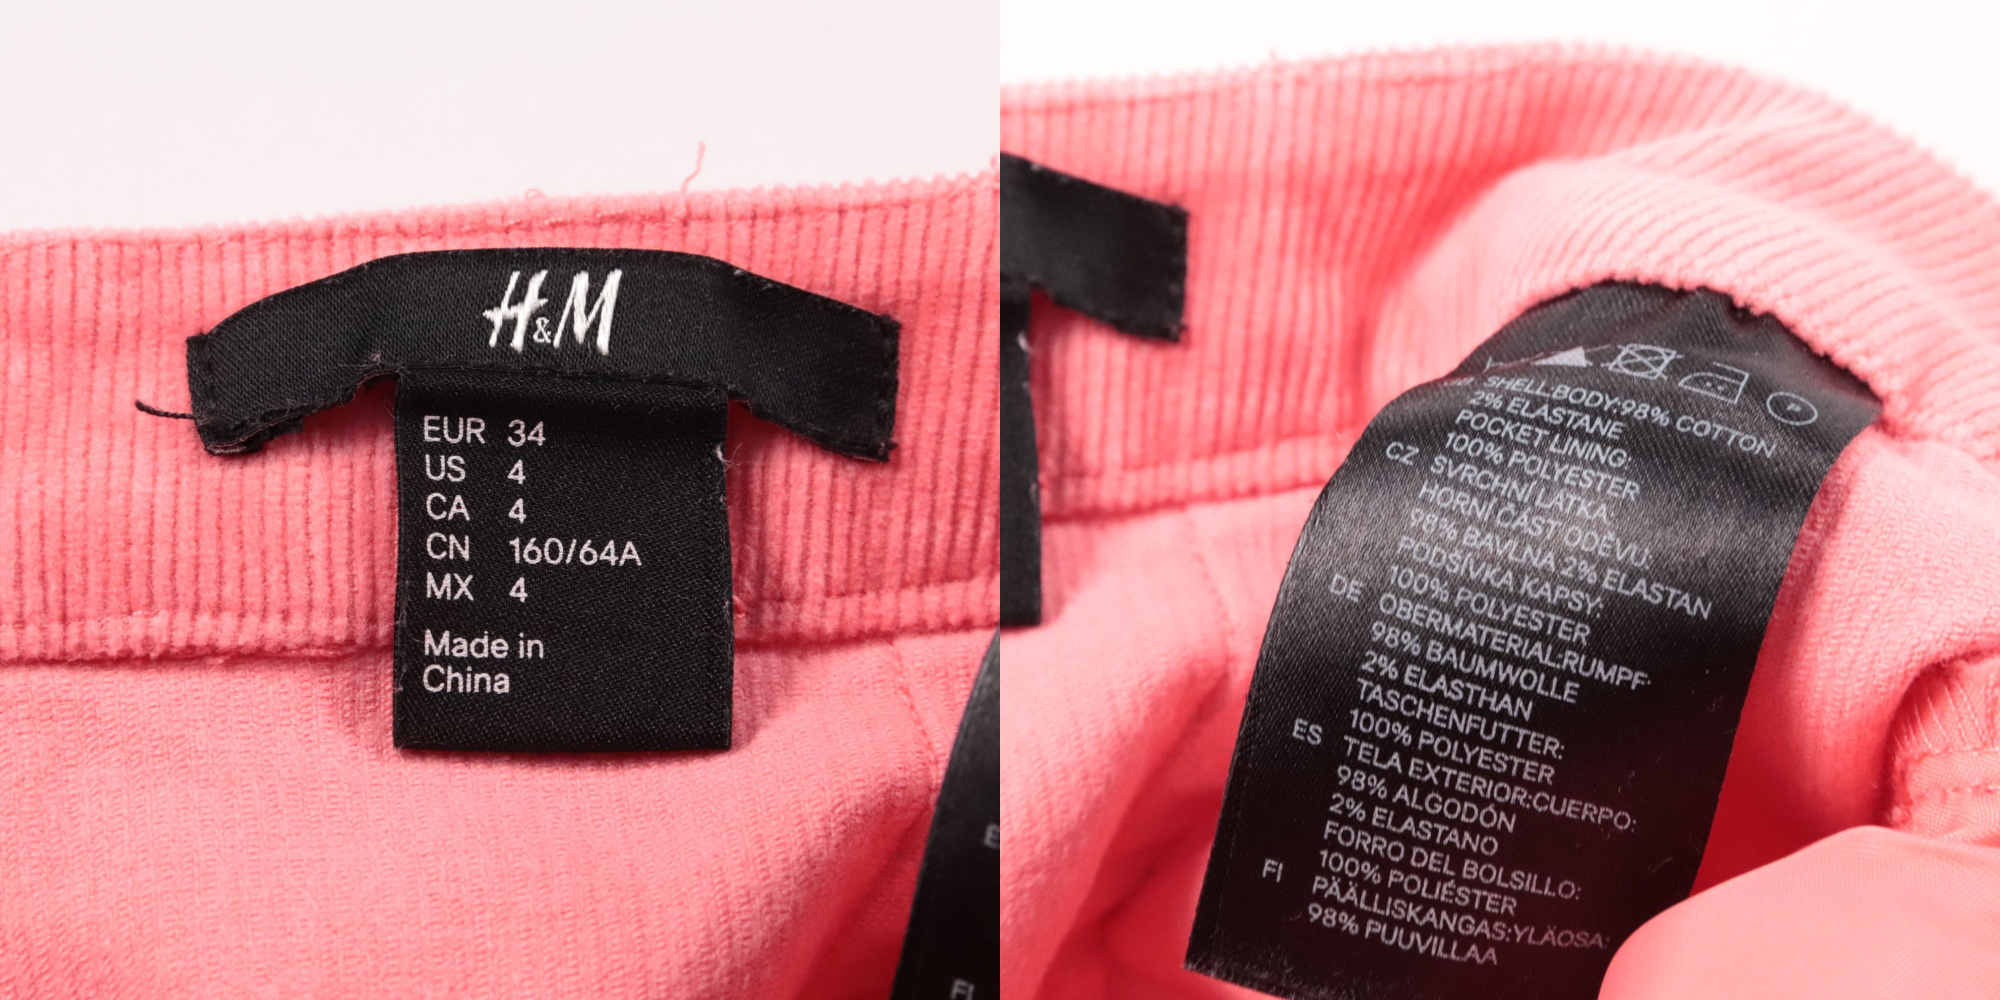 H&M
EUR 34
US 4
CA 4
CN 160/64A
MX 4
Made in
China
P
SHELL:BODY:98% COTTON
2% ELASTANE
POCKET LINING:
100% POLYESTER
CZ SVRCHNÍ LÁTKA,
HORNÍ ČÁST ODĚVU:
98% BAVLNA 2% ELASTAN
PODŠÍVKA KAPSY:
100% POLYESTER
DE OBERMATERIAL:RUMPF:
98% BAUMWOLLE
2% ELASTHAN
TASCHENFUTTER:
100% POLYESTER
ES TELA EXTERIOR:CUERPO:
98% ALGODÓN
2% ELASTANO
FORRO DEL BOLSILLO:
100% POLIÉSTER
FI PÄÄLLISKANGAS:YLÄOSA:
98% PUUVILLAA